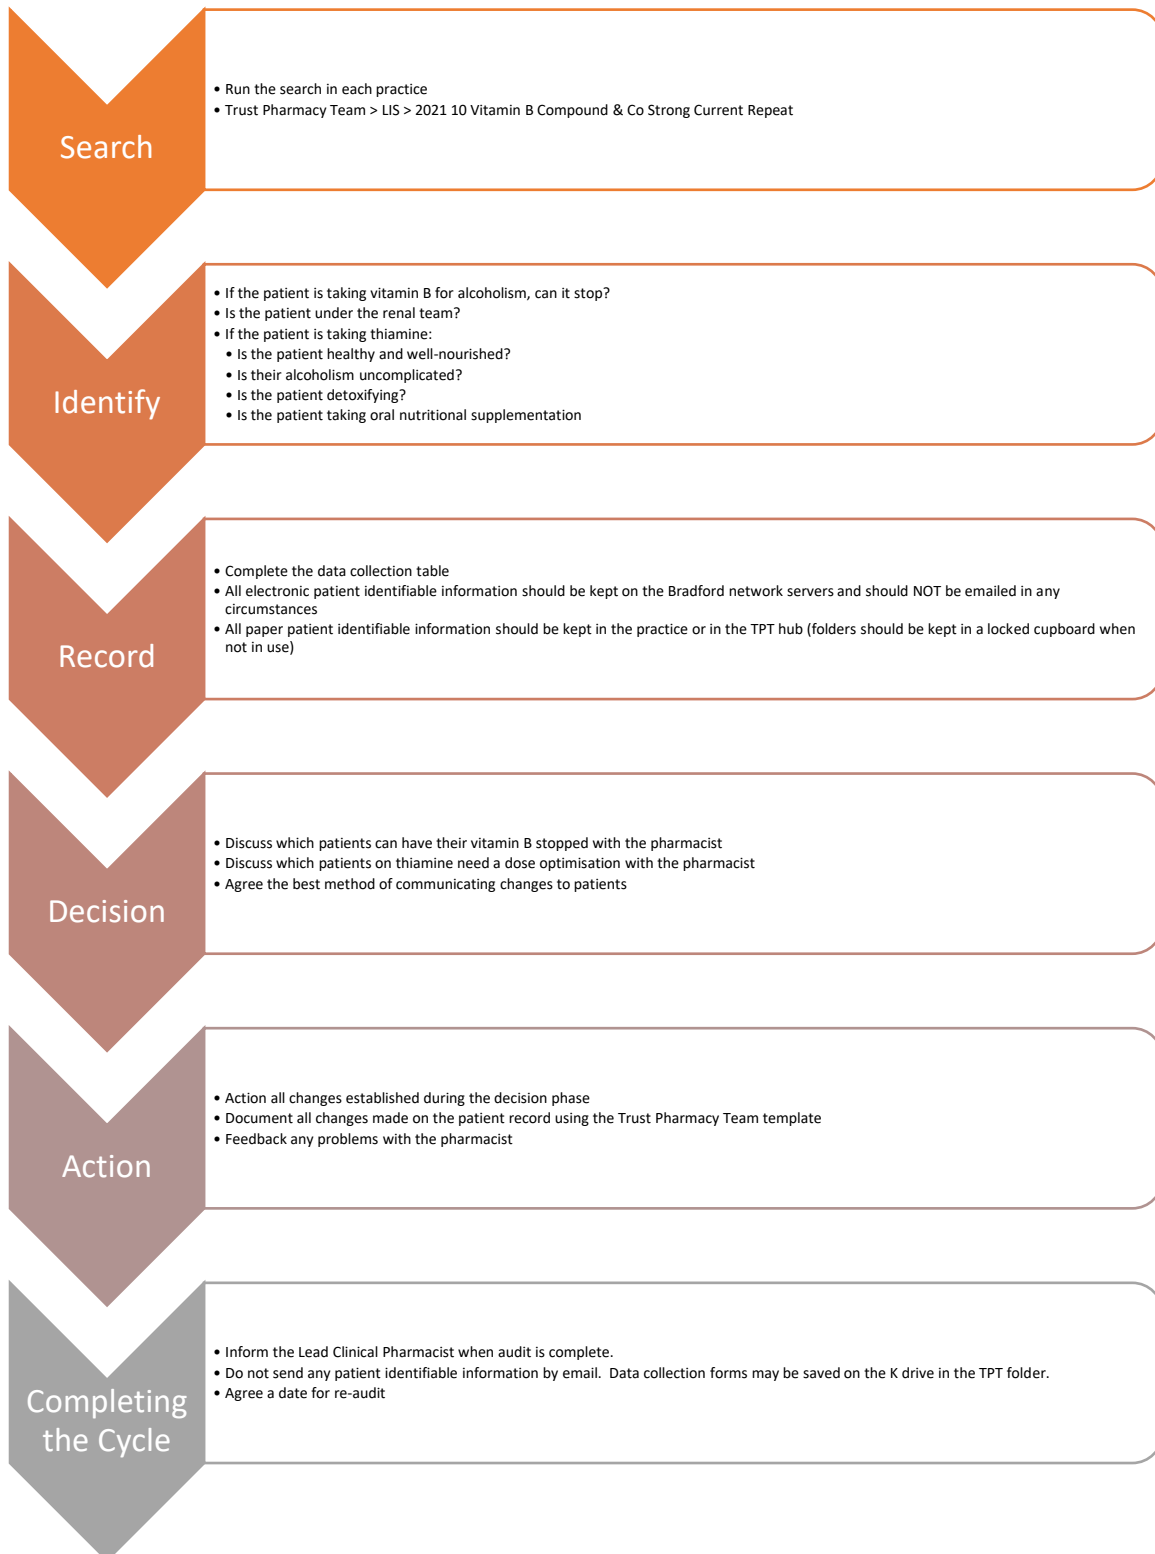 Search
• Run the search in each practice
• Trust Pharmacy Team > LIS > 2021 10 Vitamin B Compound & Co Strong Current Repeat
Identify
• If the patient is taking vitamin B for alcoholism, can it stop?
• Is the patient under the renal team?
• If the patient is taking thiamine:
• Is the patient healthy and well-nourished?
• Is their alcoholism uncomplicated?
• Is the patient detoxifying?
• Is the patient taking oral nutritional supplementation
Record
• Complete the data collection table
• All electronic patient identifiable information should be kept on the Bradford network servers and should NOT be emailed in any
circumstances
• All paper patient identifiable information should be kept in the practice or in the TPT hub (folders should be kept in a locked cupboard when
not in use)
Decision
• Discuss which patients can have their vitamin B stopped with the pharmacist
• Discuss which patients on thiamine need a dose optimisation with the pharmacist
• Agree the best method of communicating changes to patients
Action
• Action all changes established during the decision phase
• Document all changes made on the patient record using the Trust Pharmacy Team template
• Feedback any problems with the pharmacist
Completing
the Cycle
• Inform the Lead Clinical Pharmacist when audit is complete.
• Do not send any patient identifiable information by email.  Data collection forms may be saved on the K drive in the TPT folder.
• Agree a date for re-audit